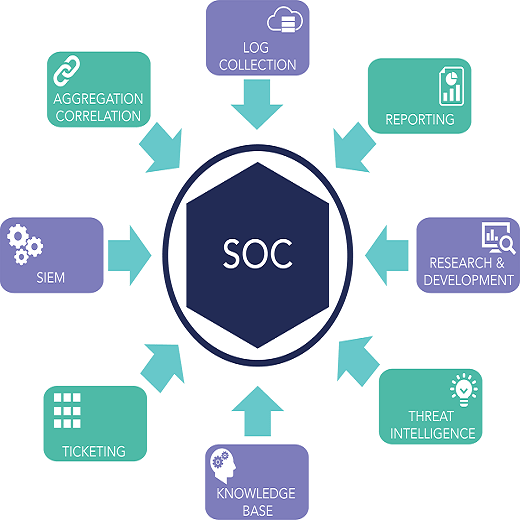 LOG
COLLECTION
AGGREGATION
CORRELATION
REPORTING
SIEM
SOC
RESEARCH &
DEVELOPMENT
TICKETING
THREAT
INTELLIGENCE
KNOWLEDGE
BASE